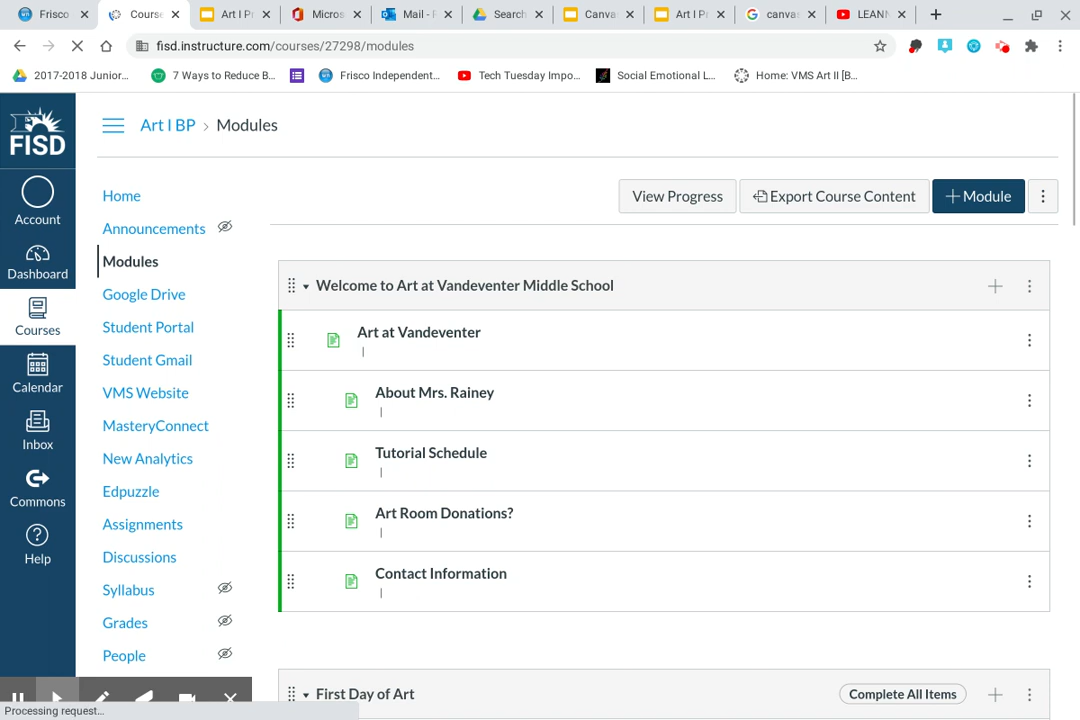 Frisco
Course
Art I P
Micros
Mail - F
Search
Canva
Art I P
canvas
LEANN
fisd.instructure.com/courses/27298/modules
2017-2018 Junior...
7 Ways to Reduce B...
Frisco Independent...
Tech Tuesday Impo...
Social Emotional L...
Home: VMS Art II [B...
FISD
Account
Dashboard
Courses
Calendar
Inbox
Commons
Help
Art I BP > Modules
Home
Announcements
Modules
Google Drive
Student Portal
Student Gmail
VMS Website
MasteryConnect
New Analytics
Edpuzzle
Assignments
Discussions
Syllabus
Grades
People
View Progress
Export Course Content
+ Module
Welcome to Art at Vandeventer Middle School
Art at Vandeventer
|
About Mrs. Rainey
|
Tutorial Schedule
|
Art Room Donations?
|
Contact Information
|
First Day of Art
Complete All Items
Processing request...